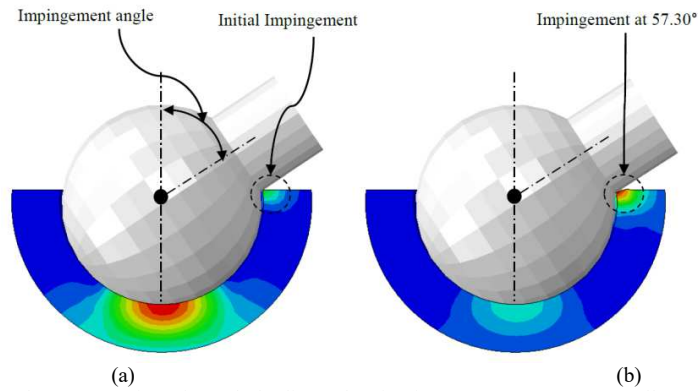 Impingement angle
Initial Impingement
Impingement at 57.30°
(a)
(b)